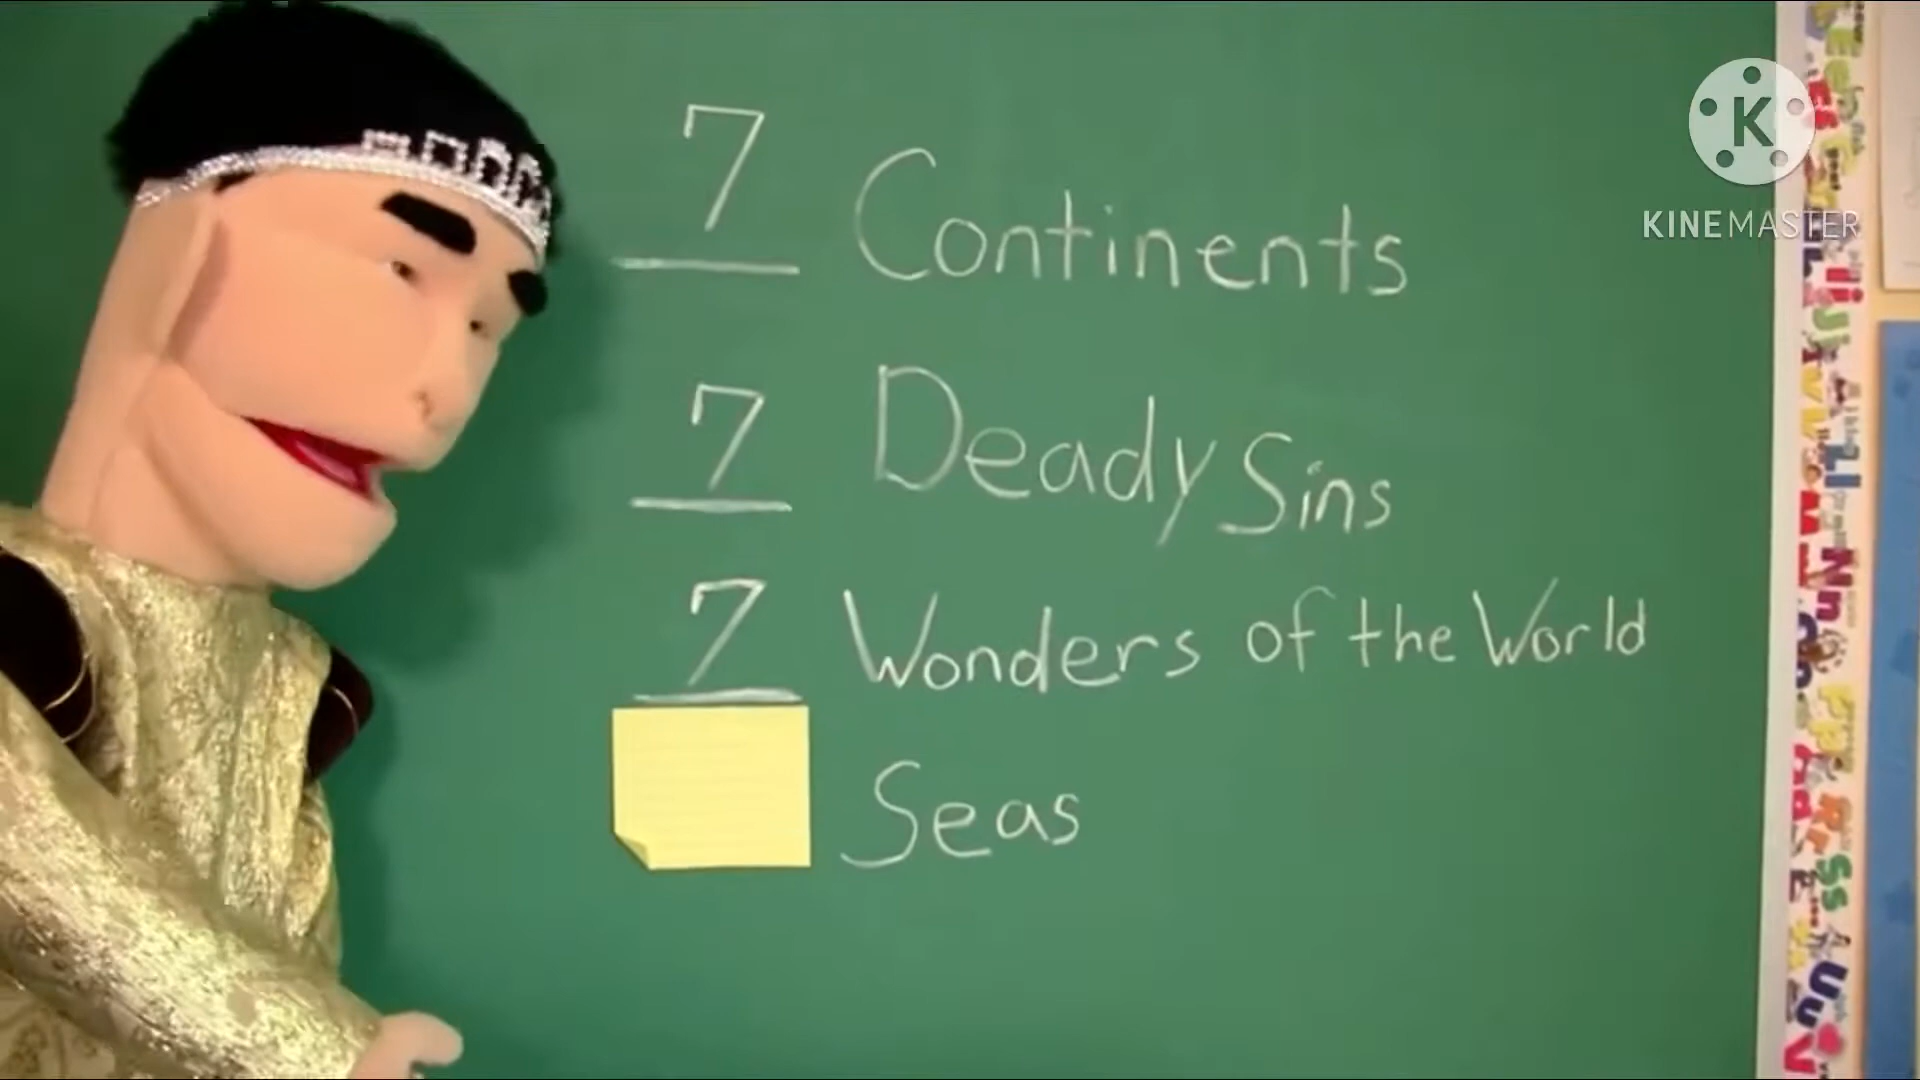 7 Continents
7 Deady Sins
7 Wonders of the World
Seas
KINEMASTER